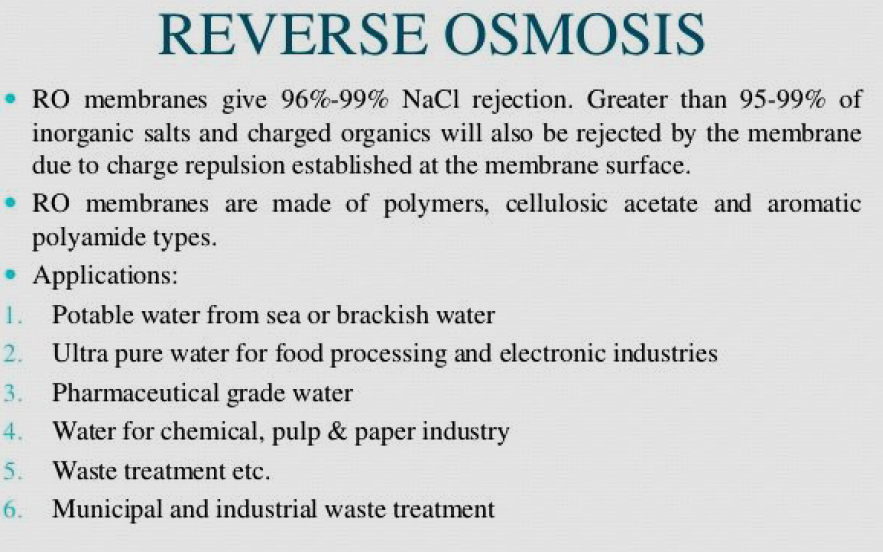 REVERSE OSMOSIS
• RO membranes give 96%-99% NaCl rejection. Greater than 95-99% of
inorganic salts and charged organics will also be rejected by the membrane
due to charge repulsion established at the membrane surface.
• RO membranes are made of polymers, cellulosic acetate and aromatic
polyamide types.
• Applications:
1. Potable water from sea or brackish water
2. Ultra pure water for food processing and electronic industries
3. Pharmaceutical grade water
4. Water for chemical, pulp & paper industry
5. Waste treatment etc.
6. Municipal and industrial waste treatment